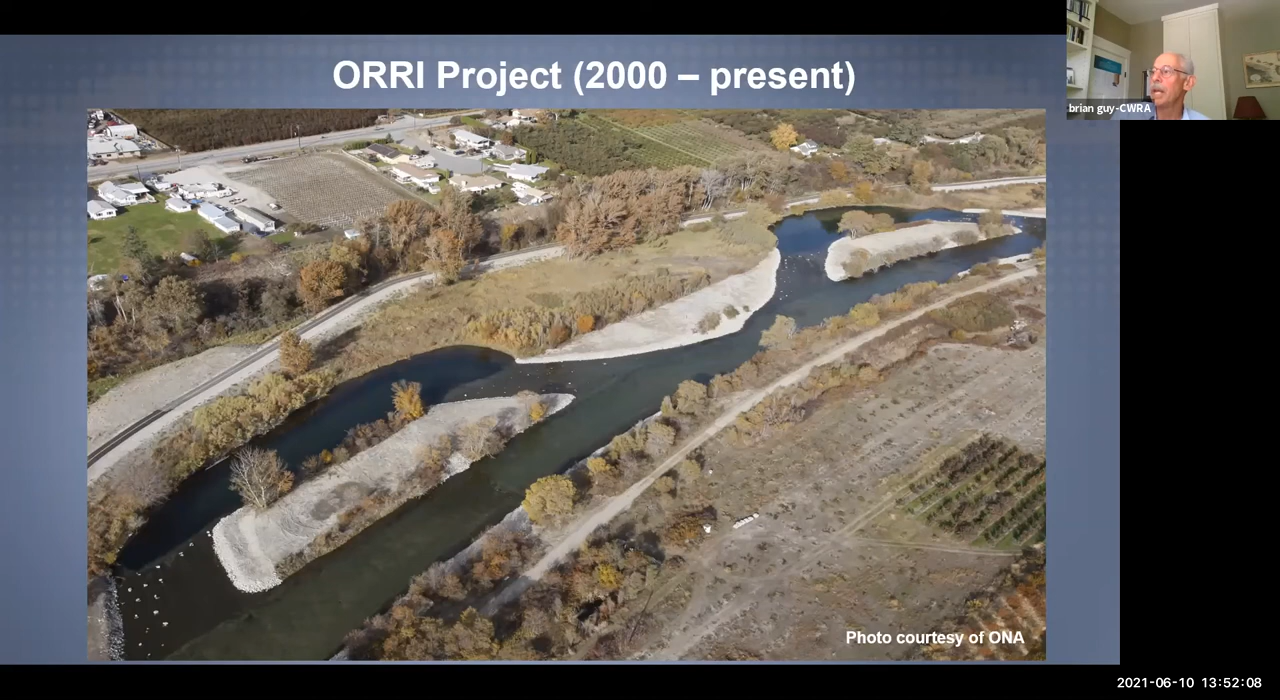 ORRI Project (2000 – present)
brian guy-CWRA
Photo courtesy of ONA
2021-06-10 13:52:08